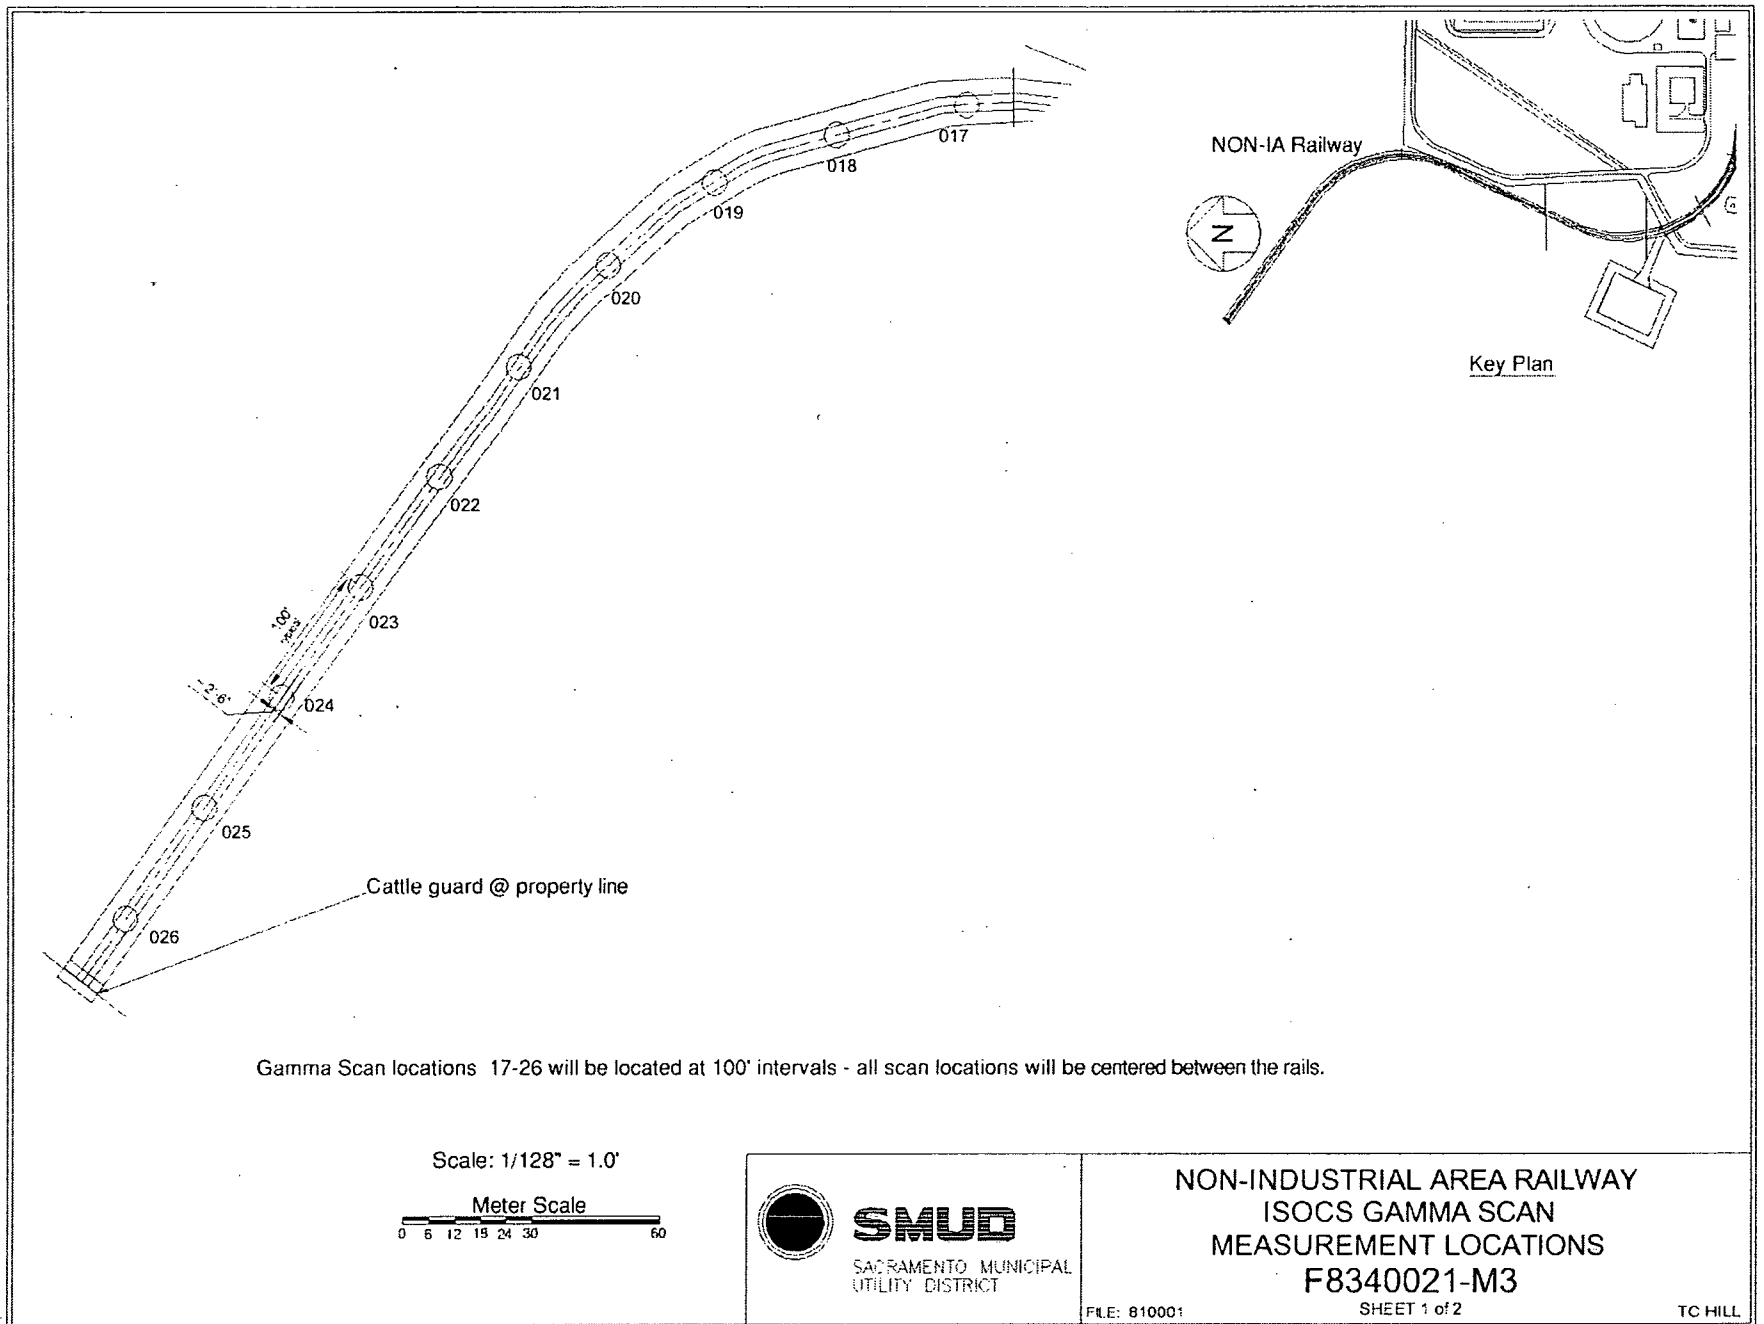 017
018
019
020
021
022
023
024
025
026
100'
~2'-6"
Cattle guard @ property line
NON-IA Railway
N
Key Plan
Gamma Scan locations 17-26 will be located at 100' intervals - all scan locations will be centered between the rails.
Scale: 1/128" = 1.0'
Meter Scale
0 6 12 18 24 30 60
SMUD
SACRAMENTO MUNICIPAL
UTILITY DISTRICT
NON-INDUSTRIAL AREA RAILWAY
ISOCS GAMMA SCAN
MEASUREMENT LOCATIONS
F8340021-M3
FILE: 810001
SHEET 1 of 2
TC HILL